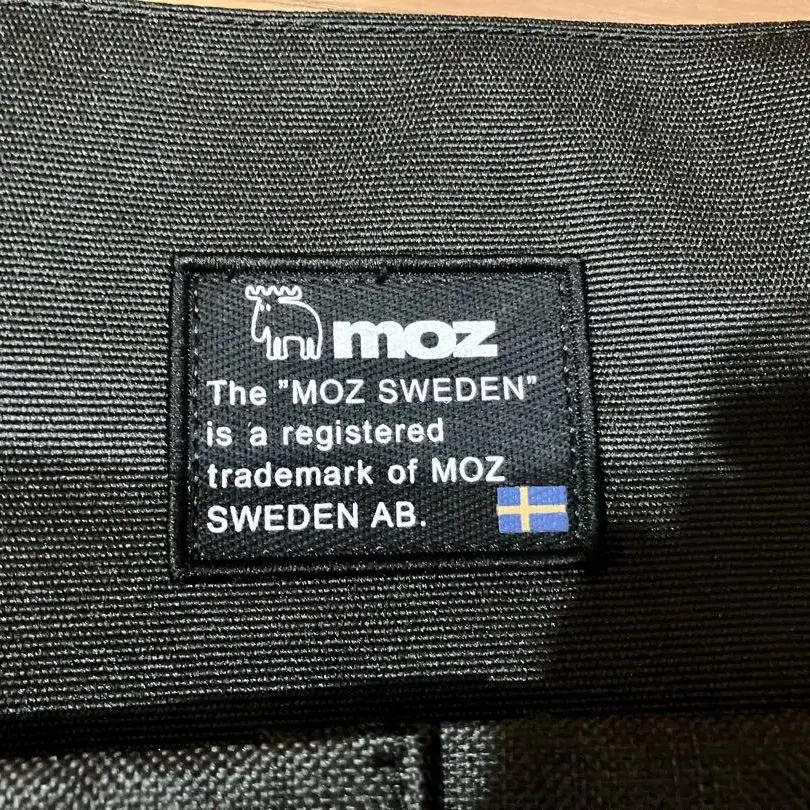 moz
The "MOZ SWEDEN"
is a registered
trademark of MOZ
SWEDEN AB.